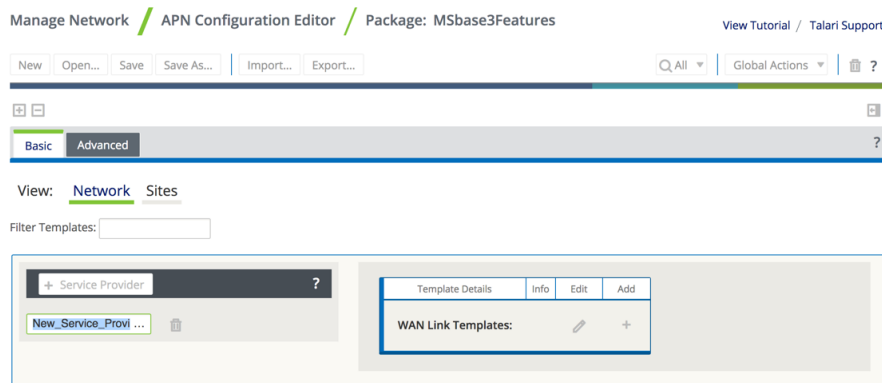 Manage Network / APN Configuration Editor / Package: MSbase3Features
View Tutorial / Talari Support
New Open... Save Save As... Import... Export... All Global Actions ?
Basic Advanced ?
View: Network Sites
Filter Templates:
+ Service Provider ?
Template Details Info Edit Add
New_Service_Provi ...
WAN Link Templates: +